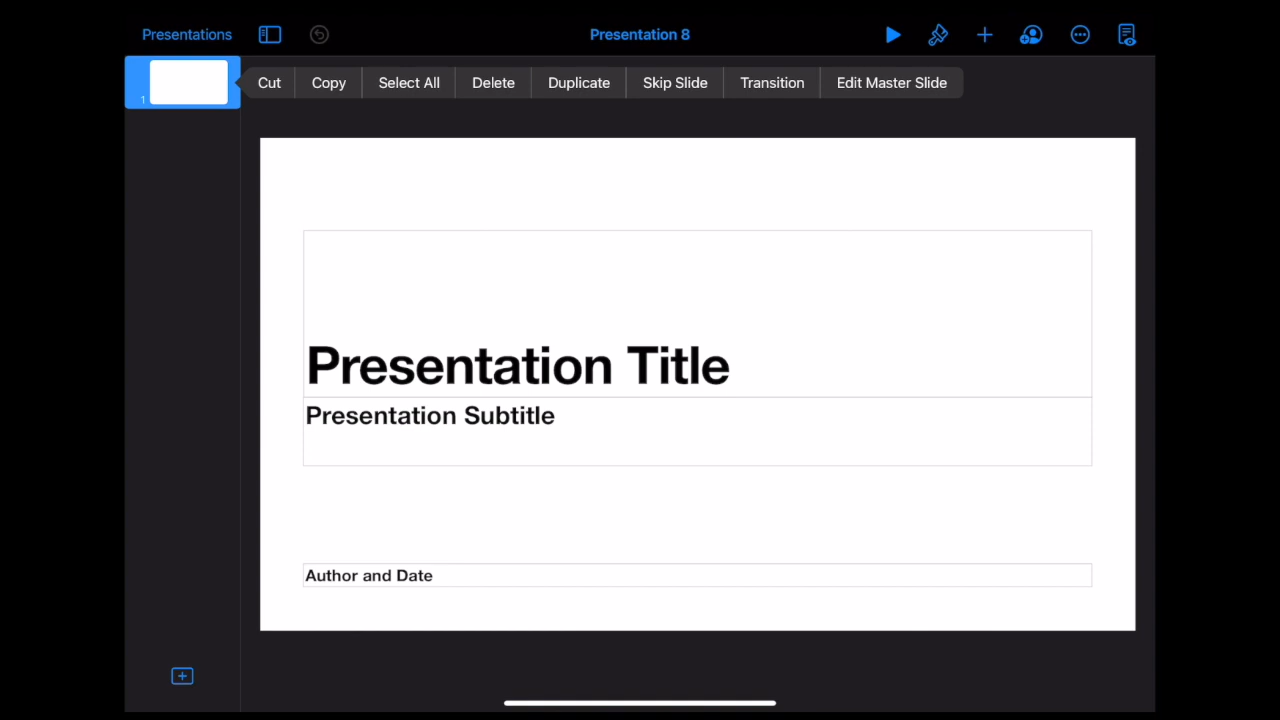 Presentations
Presentation 8
1
Cut Copy Select All Delete Duplicate Skip Slide Transition Edit Master Slide
Presentation Title
Presentation Subtitle
Author and Date